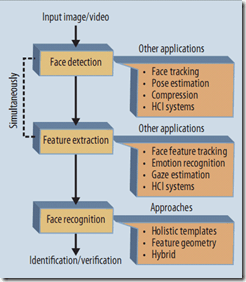 Input image/video
Face detection
Other applications
• Face tracking
• Pose estimation
• Compression
• HCI systems
Simultaneously
Feature extraction
Other applications
• Face feature tracking
• Emotion recognition
• Gaze estimation
• HCI systems
Face recognition
Approaches
• Holistic templates
• Feature geometry
• Hybrid
Identification/verification